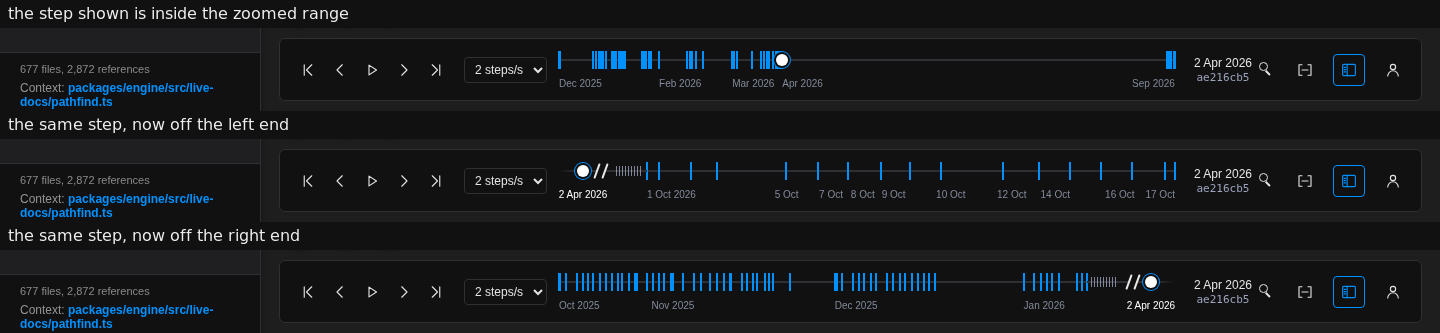 the step shown is inside the zoomed range
677 files, 2,872 references
Context: packages/engine/src/live-
docs/pathfind.ts
2 steps/s
Dec 2025 Feb 2026 Mar 2026 Apr 2026 Sep 2026
2 Apr 2026
ae216cb5
the same step, now off the left end
677 files, 2,872 references
Context: packages/engine/src/live-
docs/pathfind.ts
2 steps/s
2 Apr 2026 1 Oct 2026 5 Oct 7 Oct 8 Oct 9 Oct 10 Oct 12 Oct 14 Oct 16 Oct 17 Oct
2 Apr 2026
ae216cb5
the same step, now off the right end
677 files, 2,872 references
Context: packages/engine/src/live-
docs/pathfind.ts
2 steps/s
Oct 2025 Nov 2025 Dec 2025 Jan 2026 2 Apr 2026
2 Apr 2026
ae216cb5